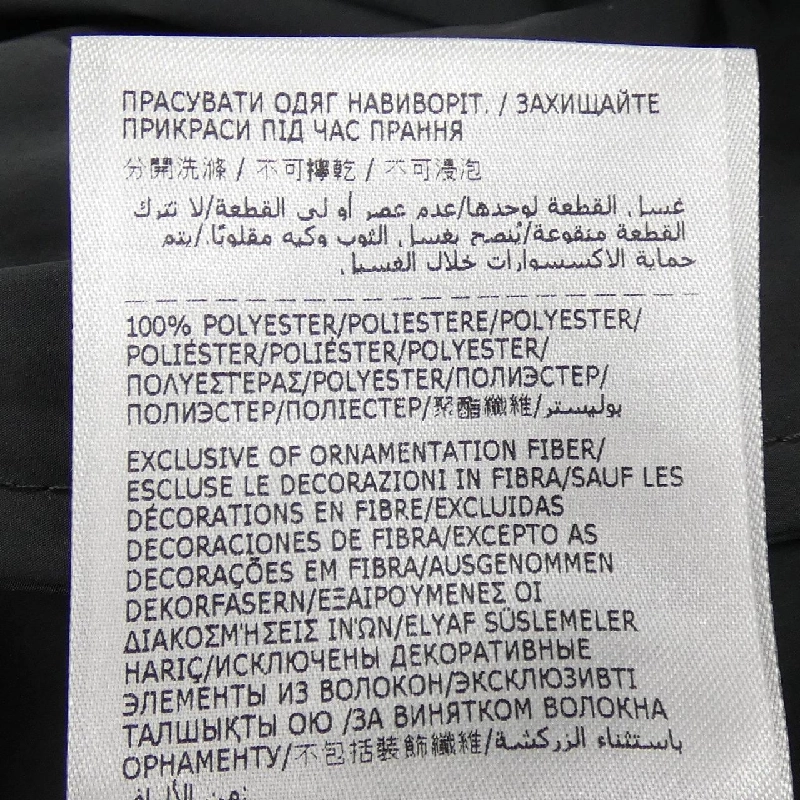 ПРАСУВАТИ ОДЯГ НАВИВОРІТ. / ЗАХИЩАЙТЕ
ПРИКРАСИ ПІД ЧАС ПРАННЯ
分開洗滌 / 不可擰乾 / 不可浸泡
غسل القطعة لوحدها/عدم عصر أو لي القطعة/لا تترك
القطعة منقوعة/يُنصح بغسل الثوب وكيه مقلوبًا./يتم
حماية الاكسسوارات خلال الغسيل.
100% POLYESTER/POLIESTERE/POLYESTER/
POLIÉSTER/POLIÉSTER/POLYESTER/
ΠΟΛΥΕΣΤΕΡΑΣ/POLYESTER/ПОЛИЭСТЕР/
ПОЛИЭСТЕР/ПОЛІЕСТЕР/聚酯纖維/بوليستر
EXCLUSIVE OF ORNAMENTATION FIBER/
ESCLUSE LE DECORAZIONI IN FIBRA/SAUF LES
DÉCORATIONS EN FIBRE/EXCLUIDAS
DECORACIONES DE FIBRA/EXCEPTO AS
DECORAÇÕES EM FIBRA/AUSGENOMMEN
DEKORFASERN/ΕΞΑΙΡΟΥΜΕΝΕΣ ΟΙ
ΔΙΑΚΟΣΜΉΣΕΙΣ ΙΝΏΝ/ELYAF SÜSLEMELER
HARIÇ/ИСКЛЮЧЕНЫ ДЕКОРАТИВНЫЕ
ЭЛЕМЕНТЫ ИЗ ВОЛОКОН/ЭКСКЛЮЗИВТІ
ТАЛШЫҚТЫ ОЮ /ЗА ВИНЯТКОМ ВОЛОКНА
ОРНАМЕНТУ/不包括裝飾纖維/باستثناء الزركشة